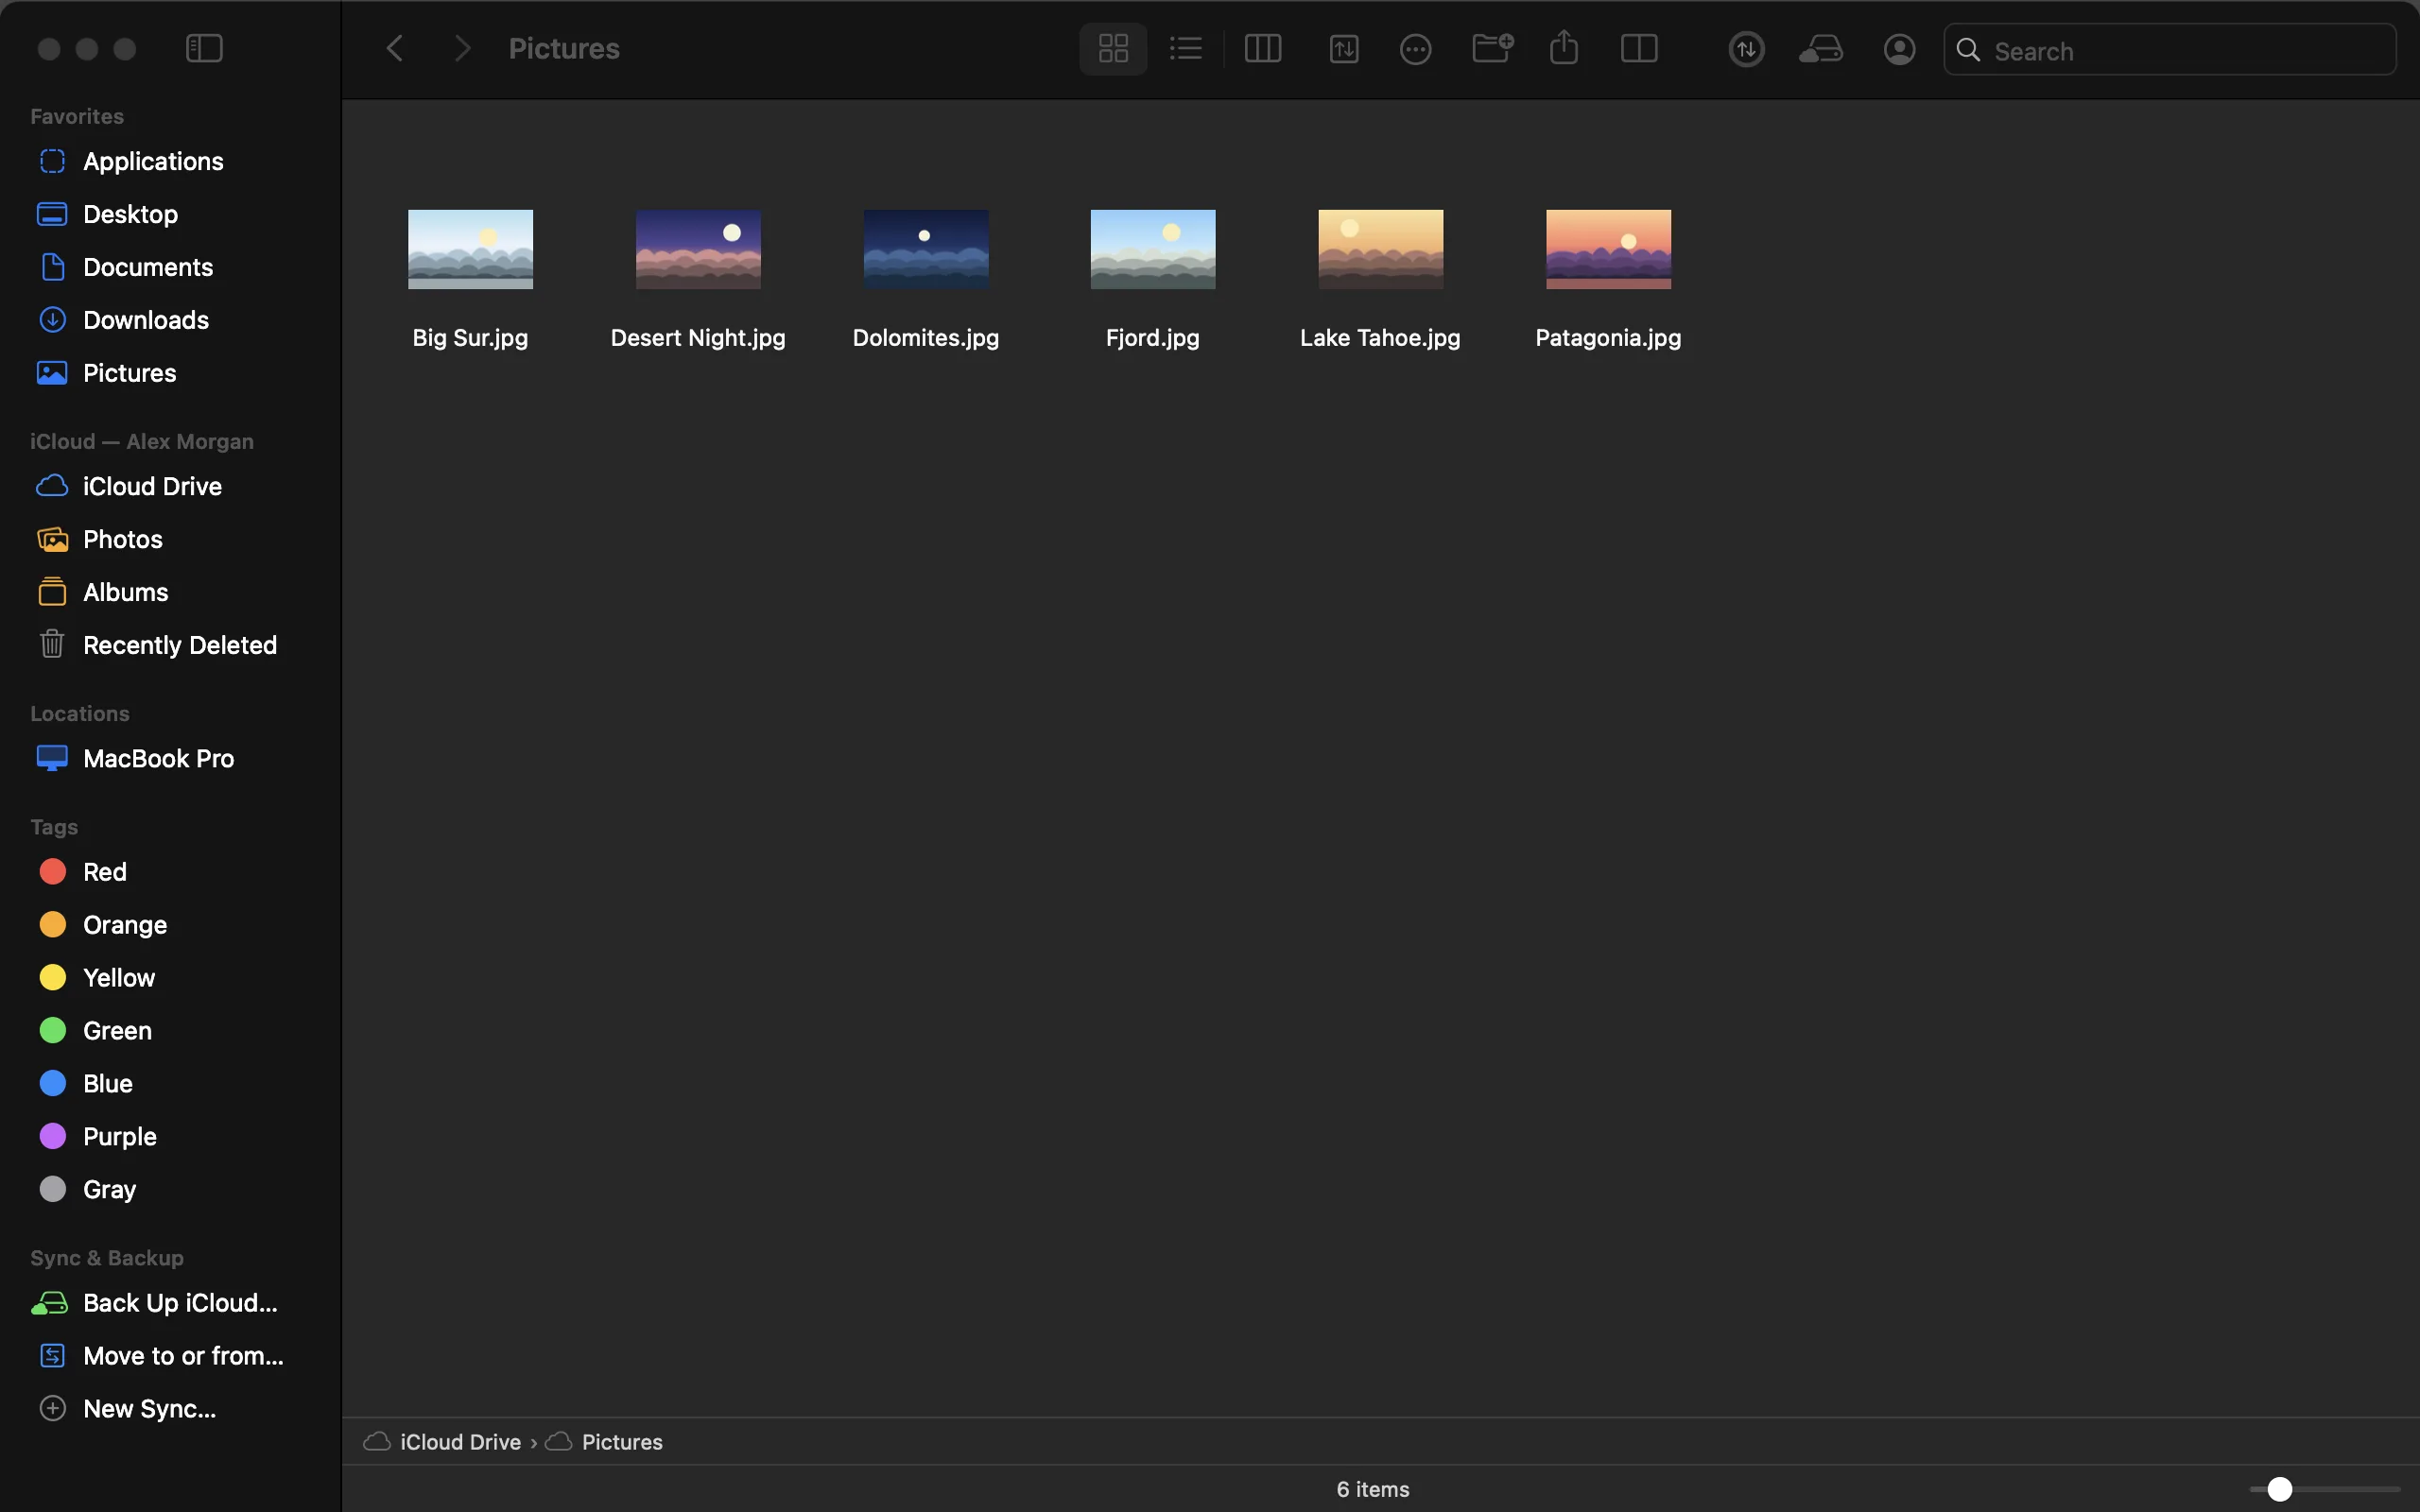 Pictures
Search
Favorites
Applications
Desktop
Documents
Downloads
Pictures
iCloud — Alex Morgan
iCloud Drive
Photos
Albums
Recently Deleted
Locations
MacBook Pro
Tags
Red
Orange
Yellow
Green
Blue
Purple
Gray
Sync & Backup
Back Up iCloud...
Move to or from...
New Sync...
Big Sur.jpg
Desert Night.jpg
Dolomites.jpg
Fjord.jpg
Lake Tahoe.jpg
Patagonia.jpg
iCloud Drive › Pictures
6 items